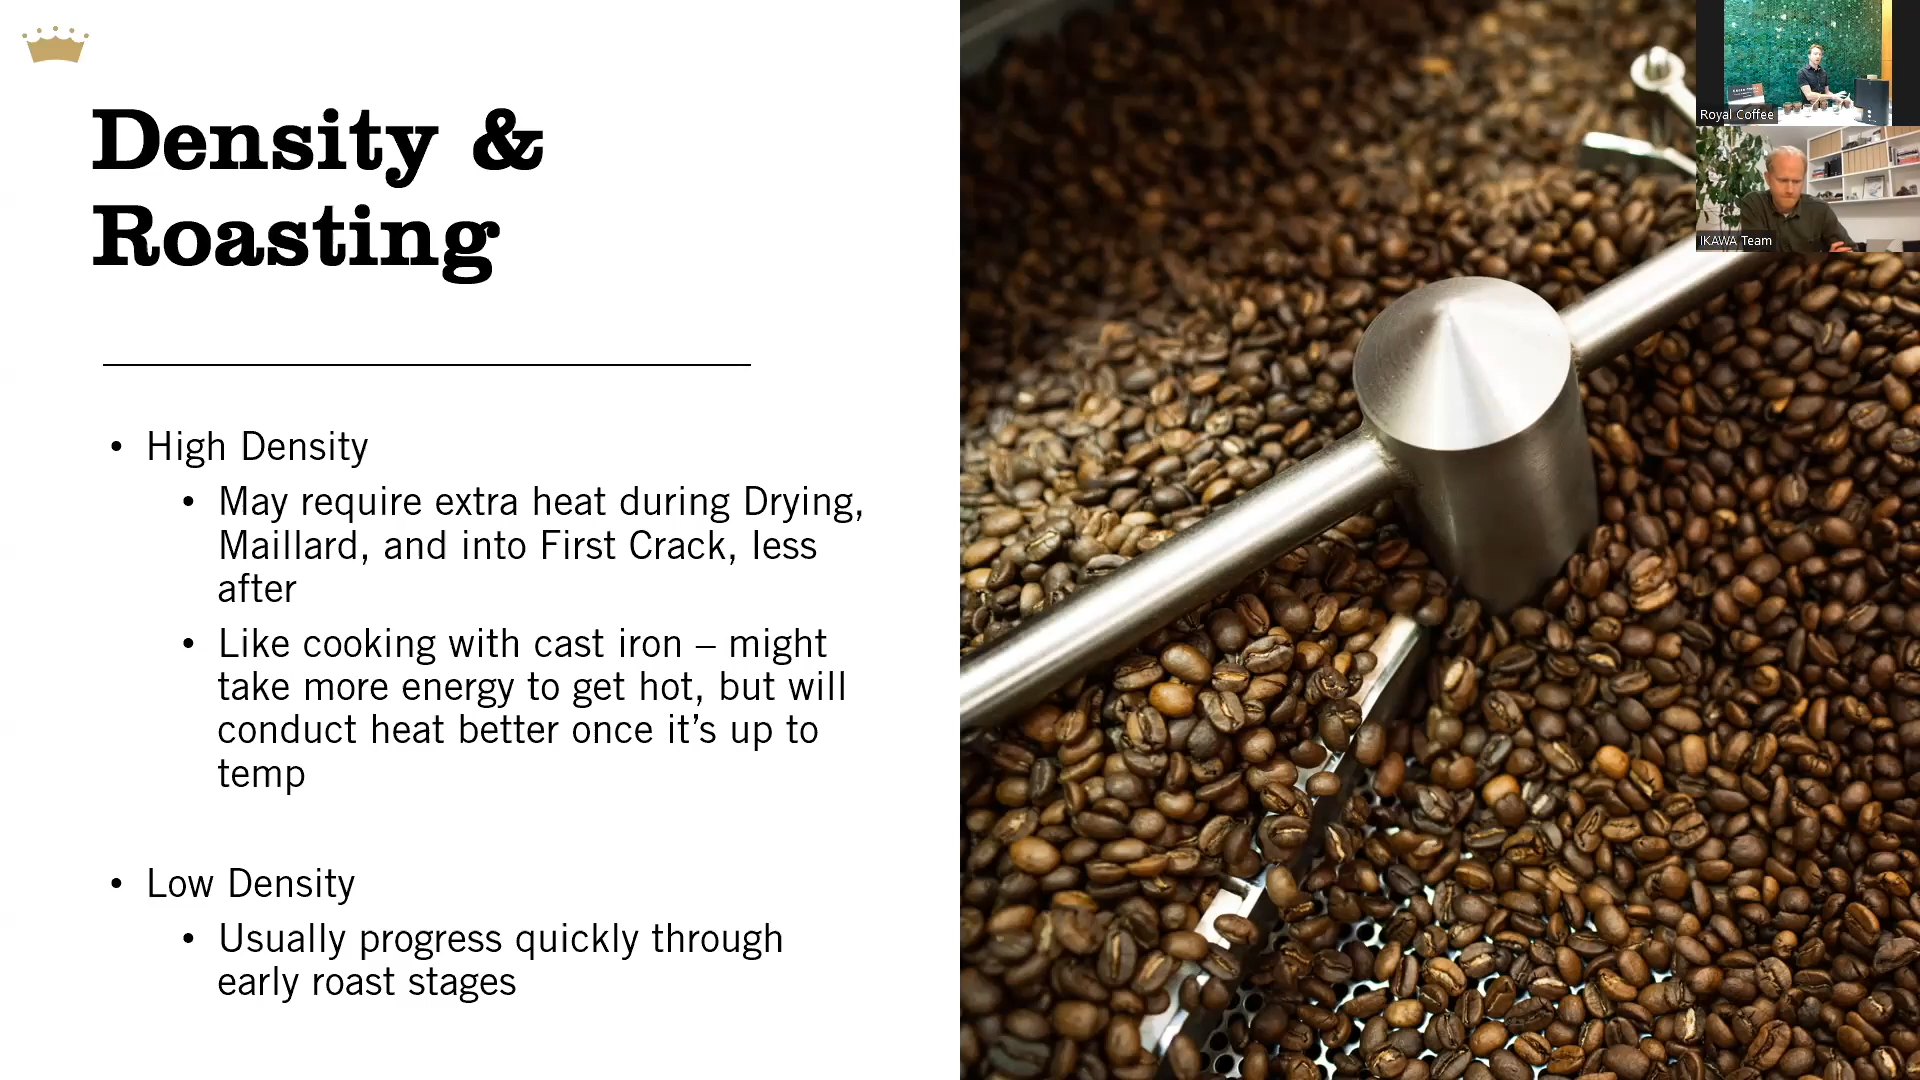 Density &
Roasting
• High Density
• May require extra heat during Drying,
Maillard, and into First Crack, less
after
• Like cooking with cast iron – might
take more energy to get hot, but will
conduct heat better once it’s up to
temp
• Low Density
• Usually progress quickly through
early roast stages
Royal Coffee
IKAWA Team